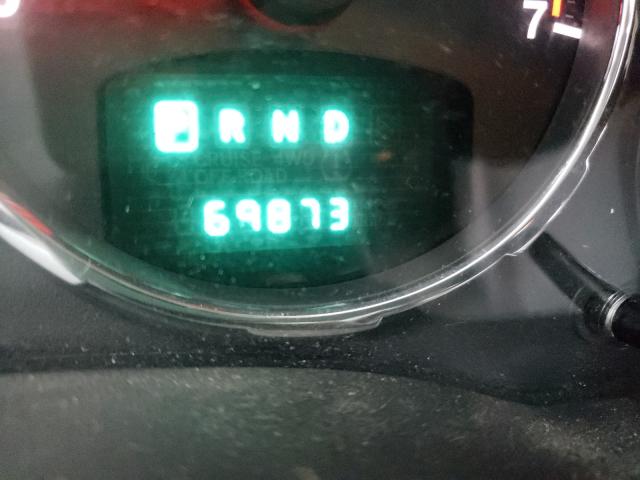 7
P R N D
CRUISE 4WD
OFF ROAD
69873